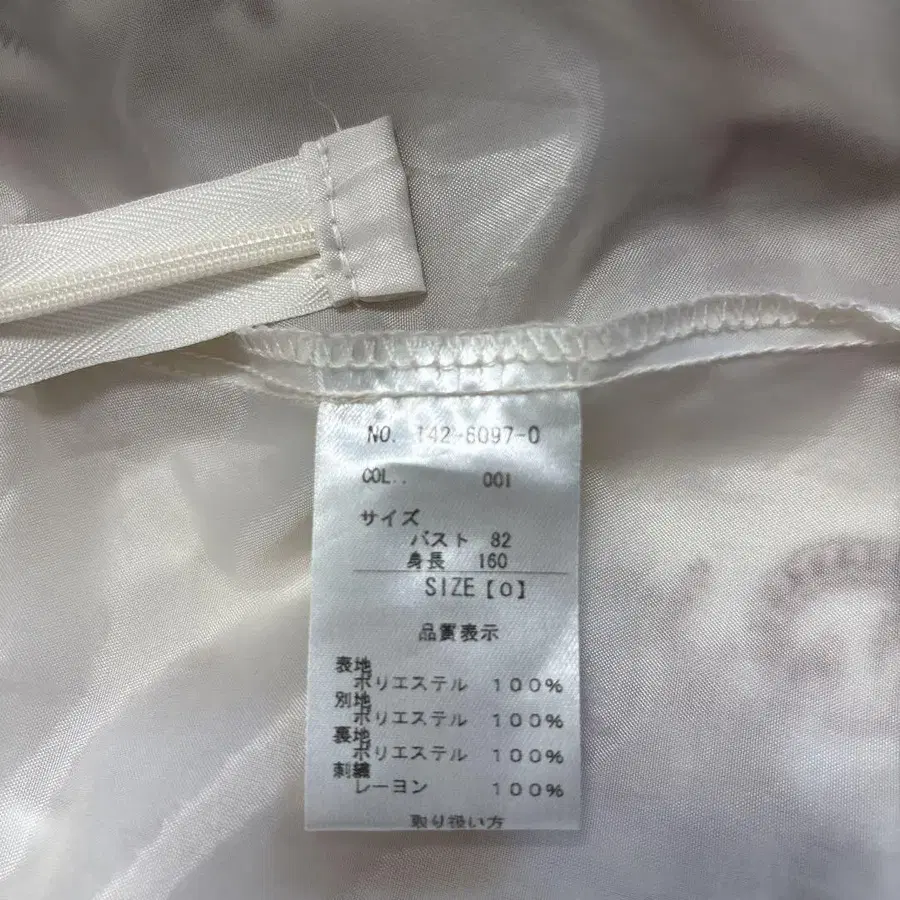 NO. 142-6097-0
COL.. 001
サイズ
バスト 82
身長 160
SIZE【0】
品質表示
表地
ポリエステル 100%
別地
ポリエステル 100%
裏地
ポリエステル 100%
刺繍
レーヨン 100%
取り扱い方